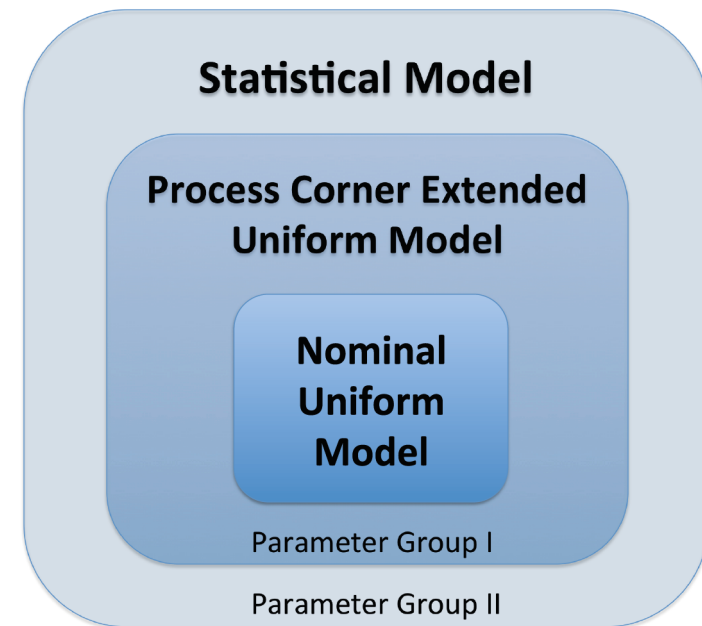 Statistical Model
Process Corner Extended
Uniform Model
Nominal
Uniform
Model
Parameter Group I
Parameter Group II